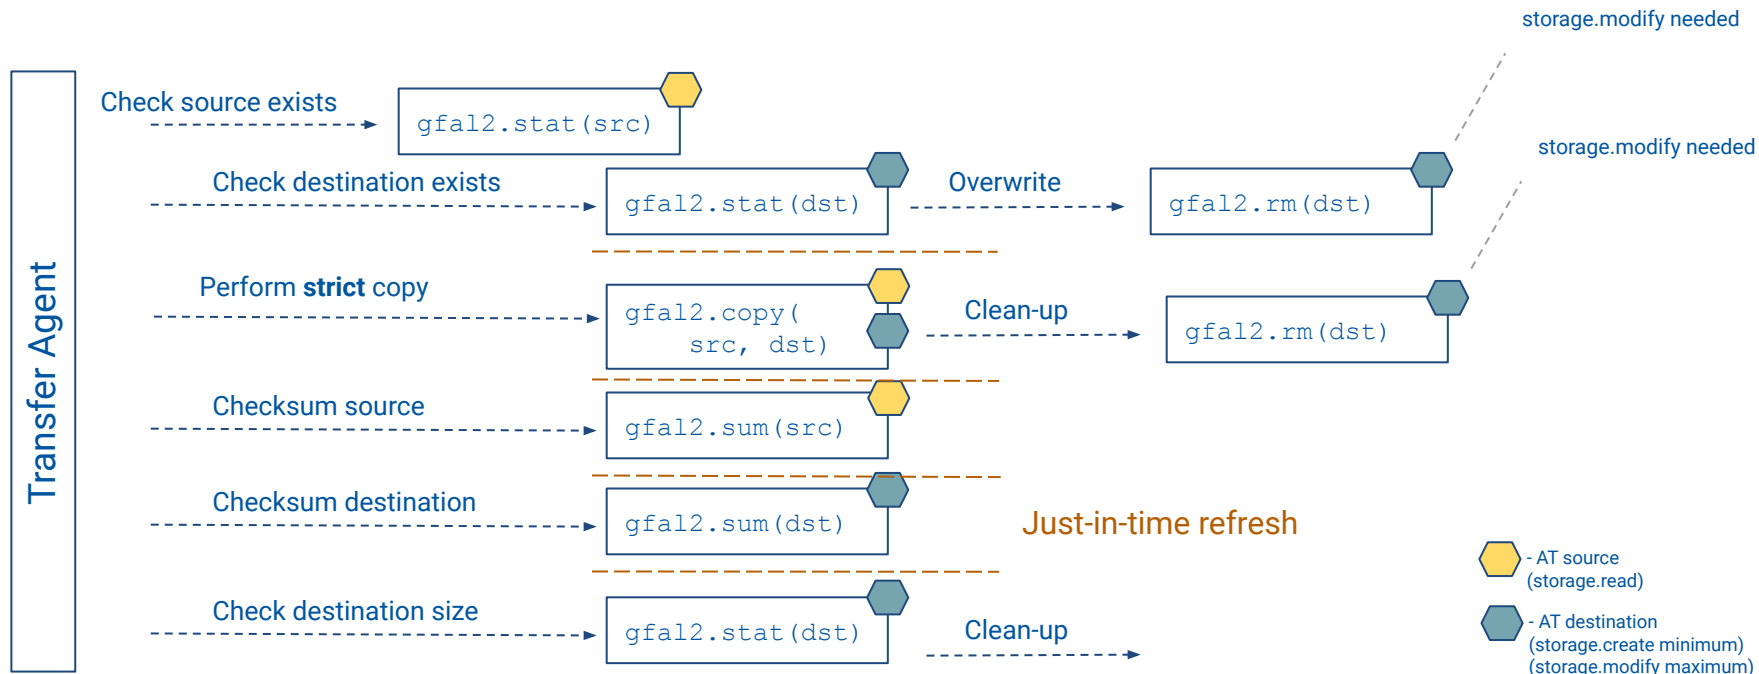 storage.modify needed
Check source exists
gfal2.stat(src)
storage.modify needed
Check destination exists
gfal2.stat(dst)
Overwrite
gfal2.rm(dst)
Transfer Agent
Perform strict copy
gfal2.copy(
src, dst)
Clean-up
gfal2.rm(dst)
Checksum source
gfal2.sum(src)
Checksum destination
gfal2.sum(dst)
Just-in-time refresh
Check destination size
gfal2.stat(dst)
Clean-up
- AT source
(storage.read)
- AT destination
(storage.create minimum)
(storage.modify maximum)